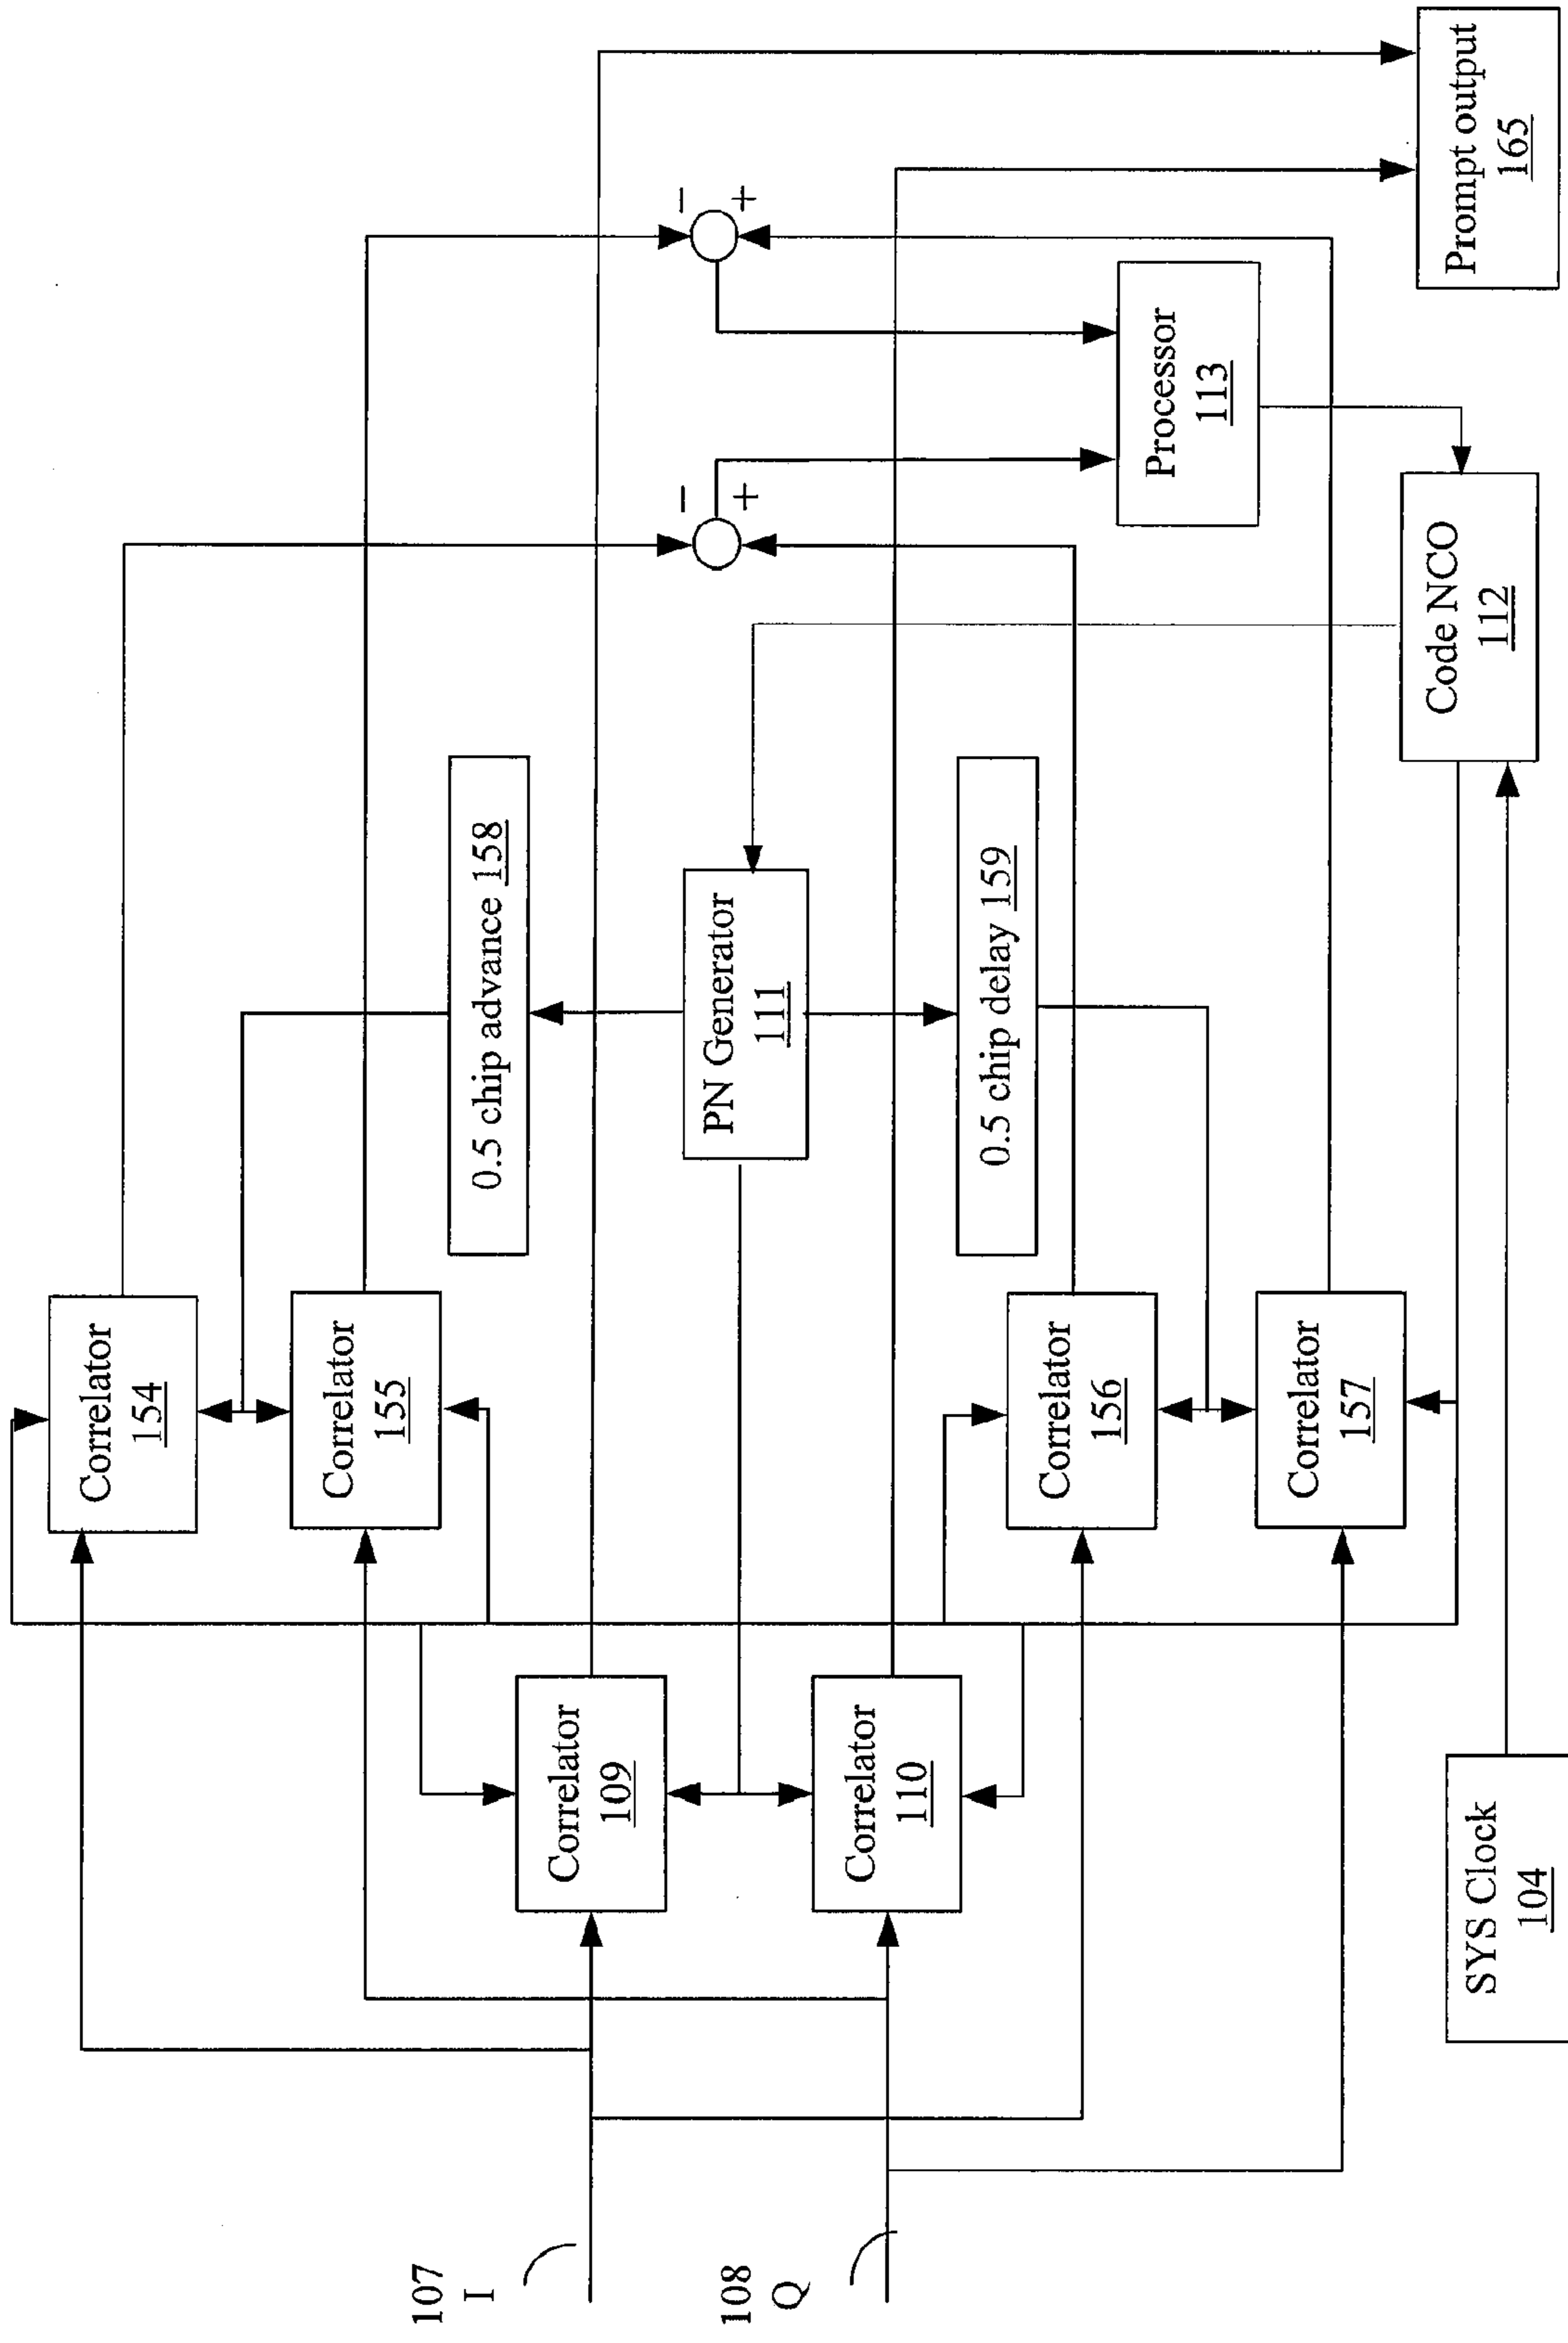 107
I
108
Q
Correlator
154
Correlator
155
Correlator
109
Correlator
110
Correlator
156
Correlator
157
0.5 chip advance 158
PN Generator
111
0.5 chip delay 159
−
+
−
+
Processor
113
Code NCO
112
SYS Clock
104
Prompt output
165